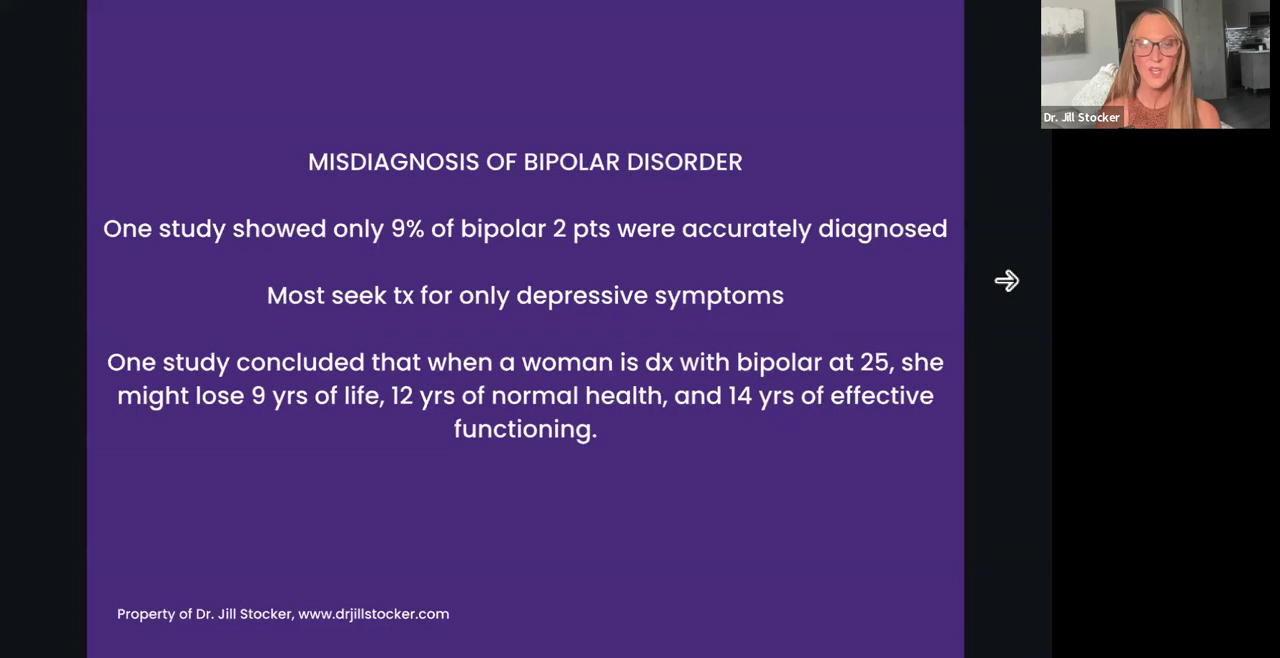 MISDIAGNOSIS OF BIPOLAR DISORDER
One study showed only 9% of bipolar 2 pts were accurately diagnosed
Most seek tx for only depressive symptoms
One study concluded that when a woman is dx with bipolar at 25, she
might lose 9 yrs of life, 12 yrs of normal health, and 14 yrs of effective
functioning.
Property of Dr. Jill Stocker, www.drjillstocker.com
Dr. Jill Stocker